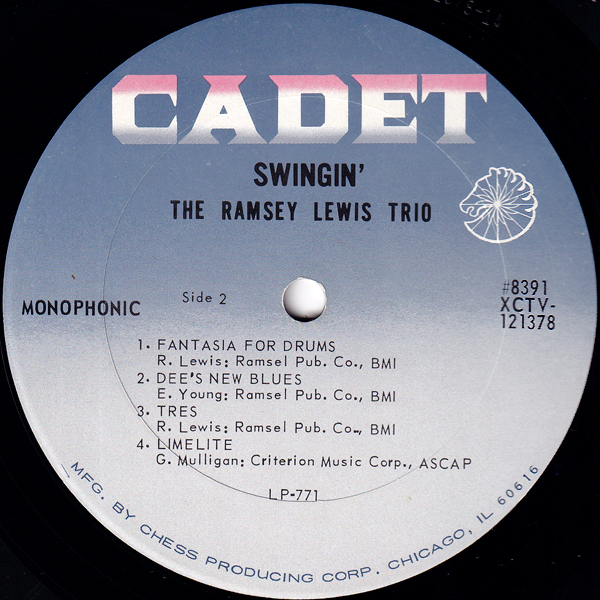 CADET
SWINGIN'
THE RAMSEY LEWIS TRIO
MONOPHONIC
Side 2
#8391
XCTV-
121378
1. FANTASIA FOR DRUMS
R. Lewis: Ramsel Pub. Co., BMI
2. DEE'S NEW BLUES
E. Young: Ramsel Pub. Co., BMI
3. TRES
R. Lewis: Ramsel Pub. Co., BMI
4. LIMELITE
G. Mulligan: Criterion Music Corp., ASCAP
LP-771
MFG. BY CHESS PRODUCING CORP. CHICAGO, IL 60616